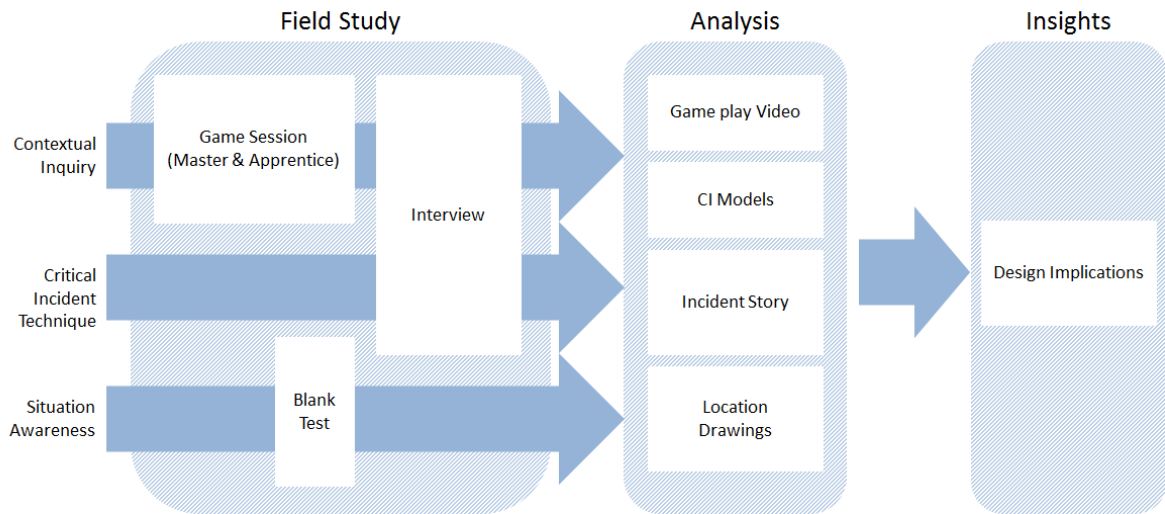 Field Study
Analysis
Insights
Contextual
Inquiry
Game Session
(Master & Apprentice)
Interview
Game play Video
CI Models
Critical
Incident
Technique
Incident Story
Design Implications
Situation
Awareness
Blank
Test
Location
Drawings